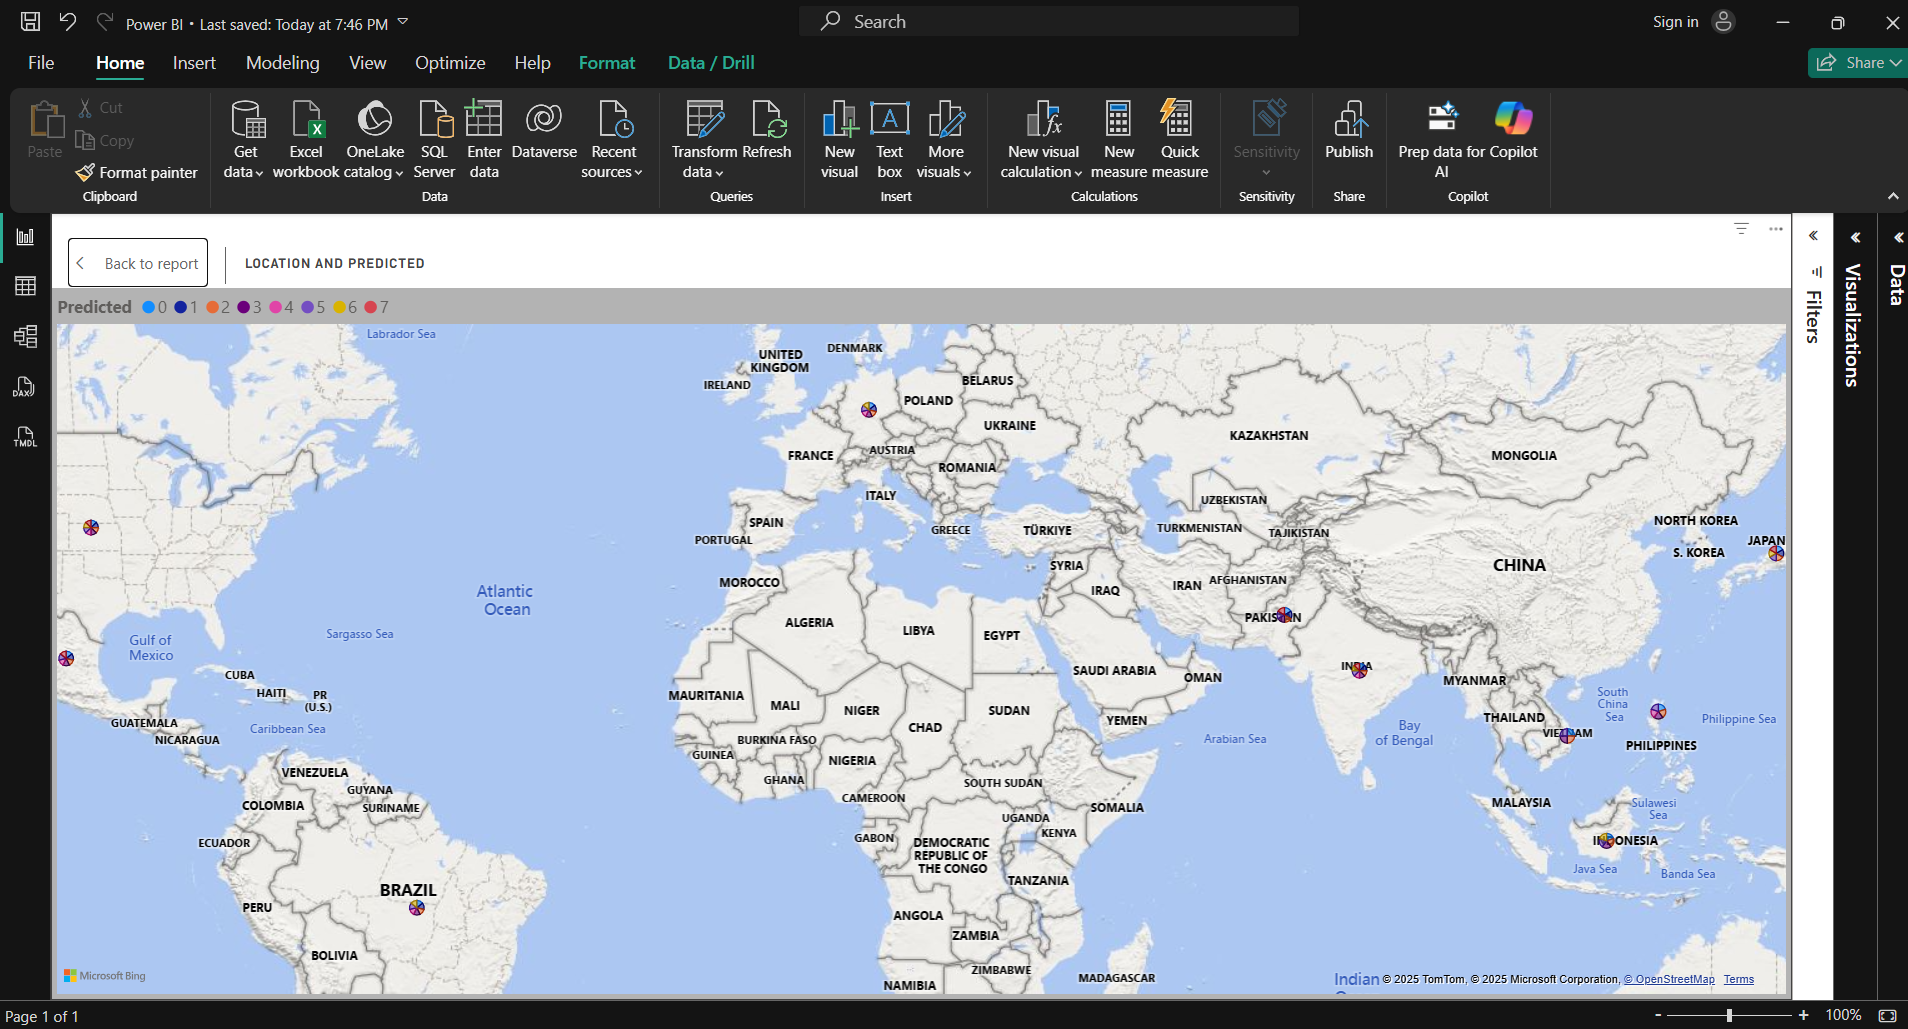 Power BI • Last saved: Today at 7:46 PM
Search
Sign in
File Home Insert Modeling View Optimize Help Format Data / Drill
Share
Paste
Cut
Copy
Format painter
Clipboard
Get data
Excel workbook
OneLake catalog
SQL Server
Enter data
Dataverse
Recent sources
Data
Transform data
Refresh
Queries
New visual
Text box
More visuals
Insert
New visual calculation
New measure
Quick measure
Calculations
Sensitivity
Sensitivity
Publish
Share
Prep data for AI
Copilot
Copilot
DAX
TMDL
Back to report
LOCATION AND PREDICTED
Predicted 0 1 2 3 4 5 6 7
Filters
Visualizations
Data
Labrador Sea
UNITED KINGDOM
DENMARK
IRELAND
BELARUS
POLAND
UKRAINE
KAZAKHSTAN
FRANCE
AUSTRIA
ROMANIA
MONGOLIA
ITALY
UZBEKISTAN
SPAIN
GREECE
TÜRKIYE
TURKMENISTAN
TAJIKISTAN
NORTH KOREA
PORTUGAL
JAPAN
S. KOREA
SYRIA
CHINA
MOROCCO
IRAQ
IRAN
AFGHANISTAN
Atlantic Ocean
ALGERIA
LIBYA
EGYPT
PAKISTAN
Gulf of Mexico
Sargasso Sea
SAUDI ARABIA
OMAN
INDIA
MYANMAR
CUBA
HAITI
PR (U.S.)
MAURITANIA
MALI
NIGER
CHAD
SUDAN
YEMEN
South China Sea
Philippine Sea
GUATEMALA
NICARAGUA
Caribbean Sea
BURKINA FASO
Arabian Sea
Bay of Bengal
THAILAND
VIETNAM
PHILIPPINES
GUINEA
NIGERIA
VENEZUELA
GUYANA
GHANA
SOUTH SUDAN
COLOMBIA
SURINAME
CAMEROON
SOMALIA
MALAYSIA
Sulawesi Sea
UGANDA
KENYA
ECUADOR
GABON
DEMOCRATIC REPUBLIC OF THE CONGO
INDONESIA
Java Sea
Banda Sea
BRAZIL
TANZANIA
PERU
ANGOLA
ZAMBIA
BOLIVIA
ZIMBABWE
MADAGASCAR
NAMIBIA
Microsoft Bing
Indian
© 2025 TomTom, © 2025 Microsoft Corporation, © OpenStreetMap Terms
Page 1 of 1
- + 100%